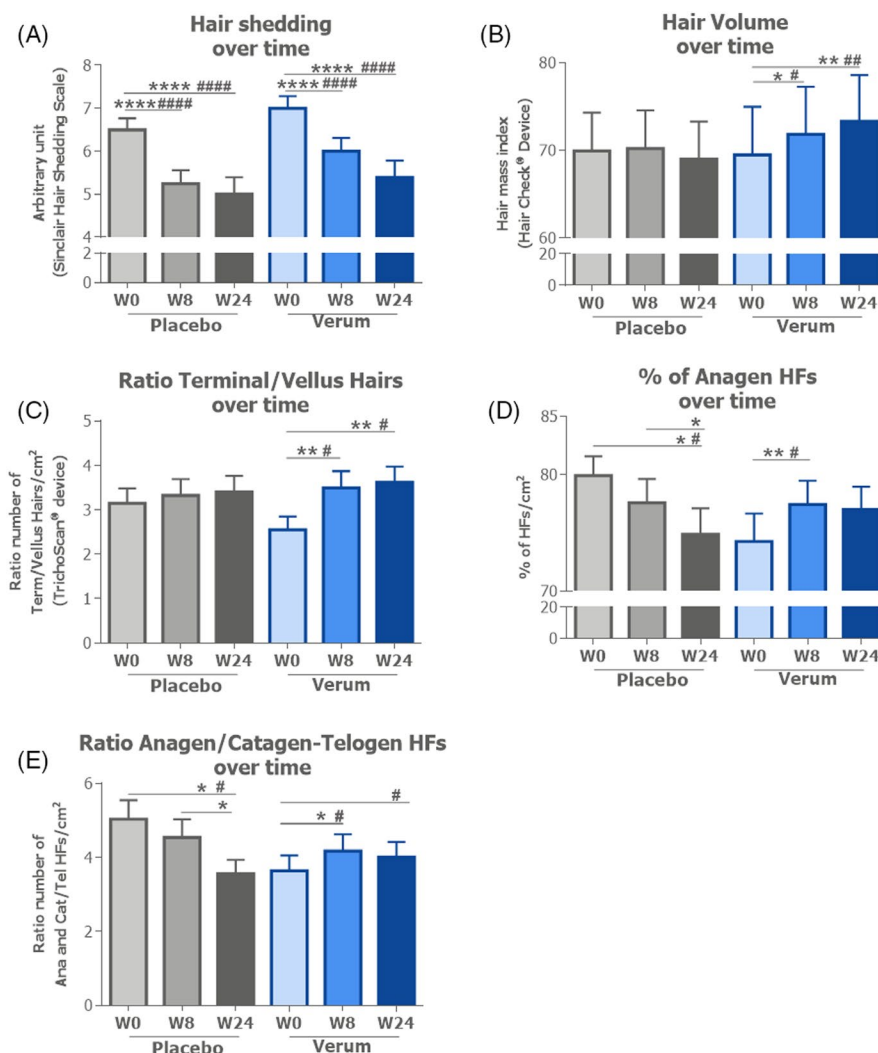 (A)
Hair shedding
over time
**** ####
****####
**** ####
****####
Arbitrary unit
(Sinclair Hair Shedding Scale)
8
7
6
5
4
2
0
W0 W8 W24 W0 W8 W24
Placebo Verum
(B)
Hair Volume
over time
** ##
* #
Hair mass index
(Hair Check® Device)
80
70
60
20
0
W0 W8 W24 W0 W8 W24
Placebo Verum
(C)
Ratio Terminal/Vellus Hairs
over time
** #
** #
Ratio number of
Term/Vellus Hairs/cm²
(TrichoScan® device)
5
4
3
2
1
0
W0 W8 W24 W0 W8 W24
Placebo Verum
(D)
% of Anagen HFs
over time
*
* #
** #
% of HFs/cm²
85
80
70
20
0
W0 W8 W24 W0 W8 W24
Placebo Verum
(E)
Ratio Anagen/Catagen-Telogen HFs
over time
* #
*
#
* #
Ratio number of
Ana and Cat/Tel HFs/cm²
6
4
2
0
W0 W8 W24 W0 W8 W24
Placebo Verum